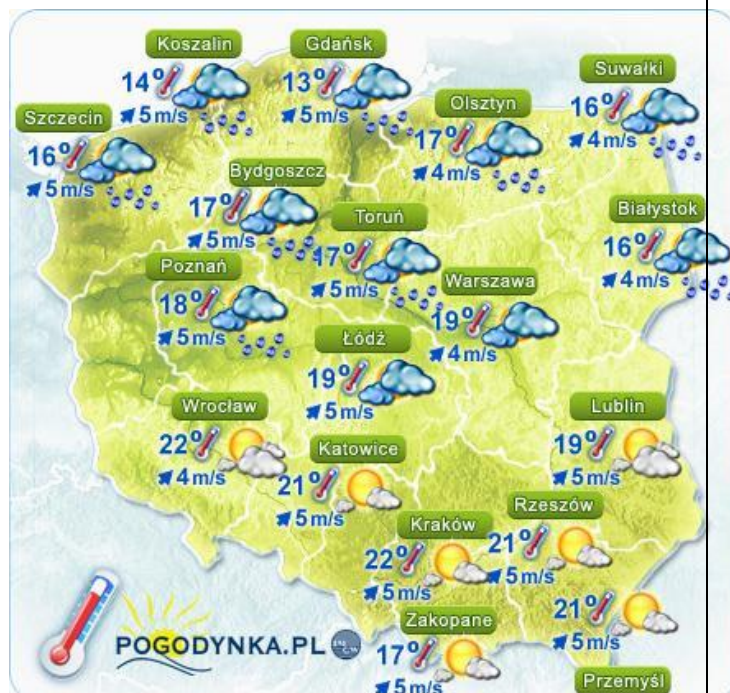 Koszalin
14°
5 m/s
Gdańsk
13°
5 m/s
Suwałki
16°
4 m/s
Szczecin
16°
5 m/s
Olsztyn
17°
4 m/s
Bydgoszcz
17°
5 m/s
Toruń
17°
5 m/s
Białystok
16°
4 m/s
Poznań
18°
5 m/s
Warszawa
19°
4 m/s
Łódź
19°
5 m/s
Wrocław
22°
4 m/s
Katowice
21°
5 m/s
Lublin
19°
5 m/s
Kraków
22°
5 m/s
Rzeszów
21°
5 m/s
Zakopane
17°
5 m/s
21°
5 m/s
Przemyśl
POGODYNKA.PL